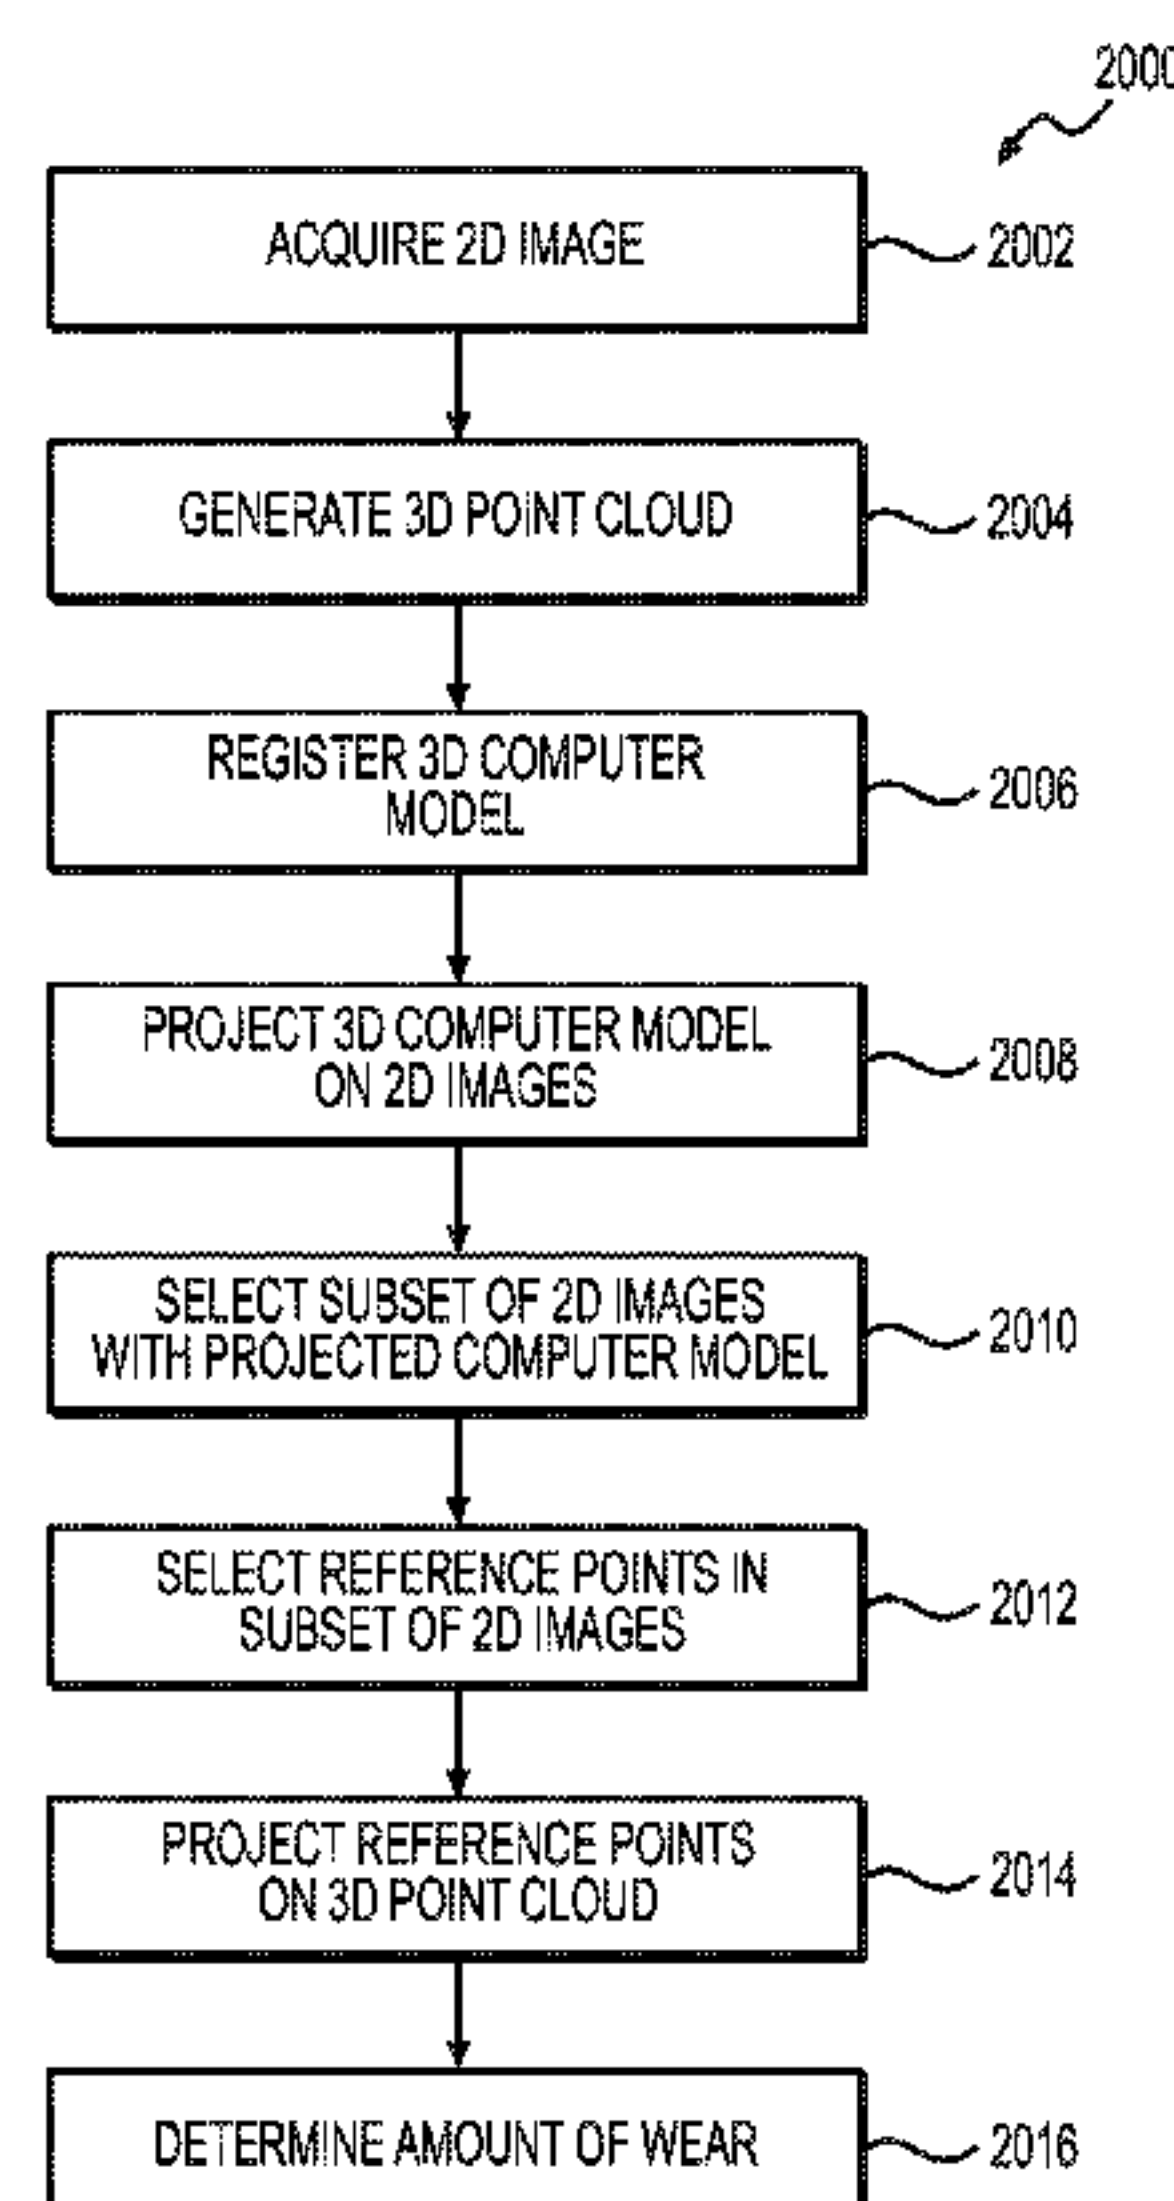 2000
ACQUIRE 2D IMAGE
2002
GENERATE 3D POINT CLOUD
2004
REGISTER 3D COMPUTER
MODEL
2006
PROJECT 3D COMPUTER MODEL
ON 2D IMAGES
2008
SELECT SUBSET OF 2D IMAGES
WITH PROJECTED COMPUTER MODEL
2010
SELECT REFERENCE POINTS IN
SUBSET OF 2D IMAGES
2012
PROJECT REFERENCE POINTS
ON 3D POINT CLOUD
2014
DETERMINE AMOUNT OF WEAR
2016